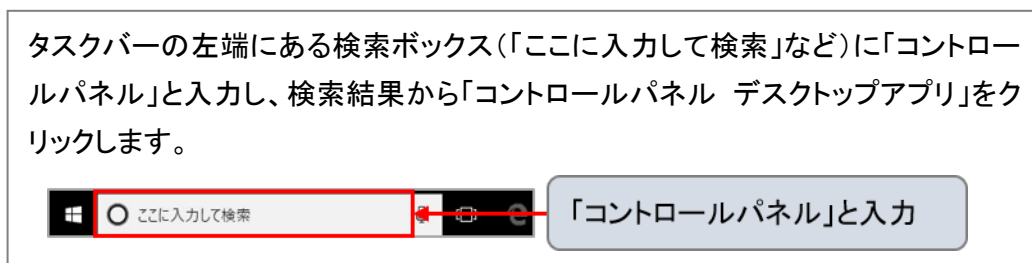 タスクバーの左端にある検索ボックス(「ここに入力して検索」など)に「コントロー
ルパネル」と入力し、検索結果から「コントロールパネル デスクトップアプリ」をク
リックします。
ここに入力して検索
「コントロールパネル」と入力